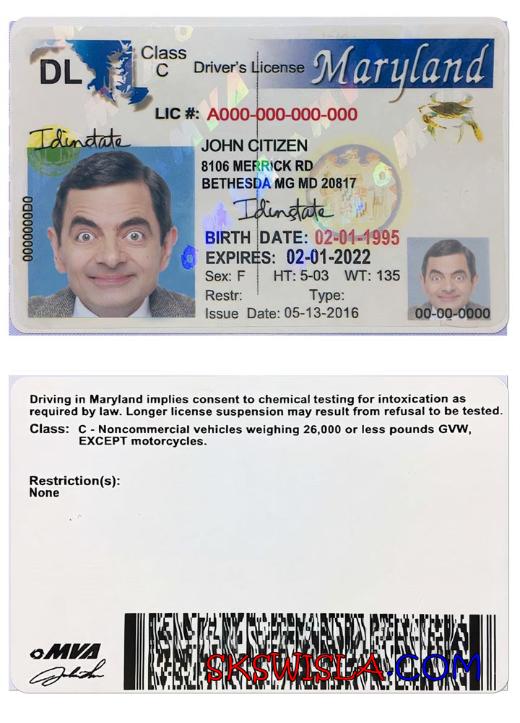 DL
Class
C
Driver's License
Maryland
LIC #: A000-000-000-000
Idinstate
JOHN CITIZEN
8106 MERRICK RD
BETHESDA MG MD 20817
Idinstate
00000000D0
BIRTH DATE: 02-01-1995
EXPIRES: 02-01-2022
Sex: F HT: 5-03 WT: 135
Restr: Type:
Issue Date: 05-13-2016
00-00-0000
Driving in Maryland implies consent to chemical testing for intoxication as
required by law. Longer license suspension may result from refusal to be tested.
Class: C - Noncommercial vehicles weighing 26,000 or less pounds GVW,
EXCEPT motorcycles.
Restriction(s):
None
MVA
SKSWISLA.COM